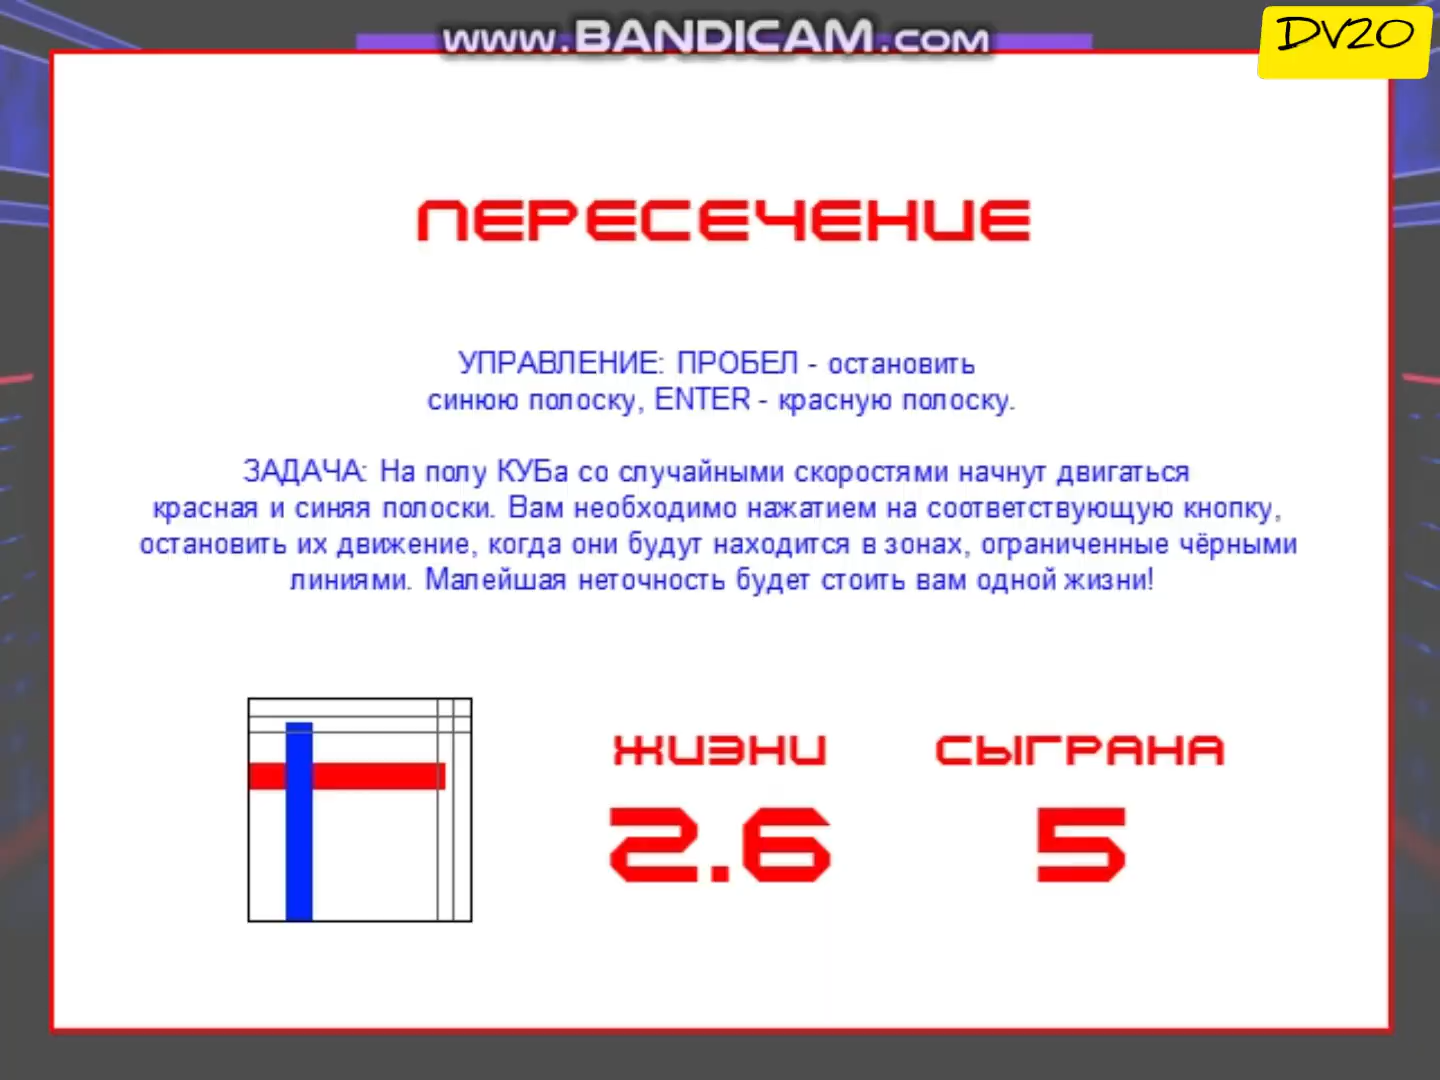 www.BANDICAM.com
DV20
ПЕРЕСЕЧЕНИЕ
УПРАВЛЕНИЕ: ПРОБЕЛ - остановить
синюю полоску, ENTER - красную полоску.
ЗАДАЧА: На полу КУБа со случайными скоростями начнут двигаться
красная и синяя полоски. Вам необходимо нажатием на соответствующую кнопку,
остановить их движение, когда они будут находится в зонах, ограниченные чёрными
линиями. Малейшая неточность будет стоить вам одной жизни!
ЖИЗНИ
СЫГРАНА
2.6
5